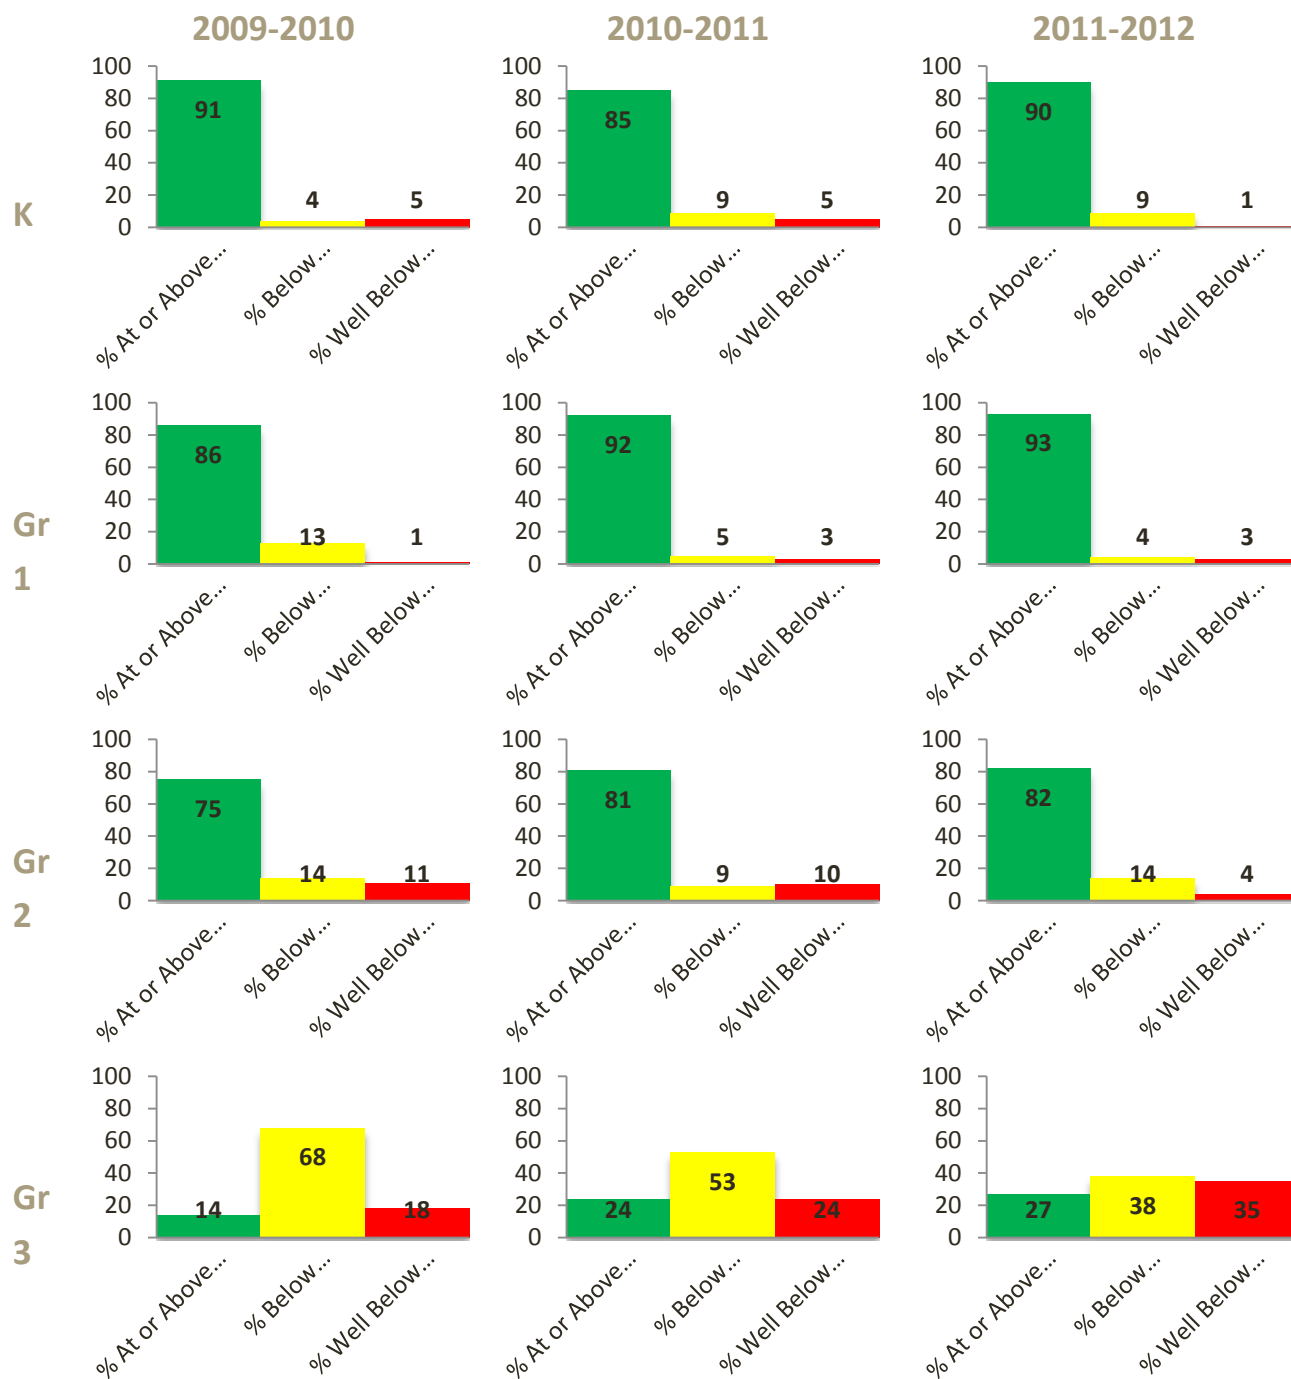 2009-2010 2010-2011 2011-2012
K
100 80 60 40 20 0
91 4 5
% At or Above... % Below... % Well Below...
100 80 60 40 20 0
85 9 5
% At or Above... % Below... % Well Below...
100 80 60 40 20 0
90 9 1
% At or Above... % Below... % Well Below...
Gr
1
100 80 60 40 20 0
86 13 1
% At or Above... % Below... % Well Below...
100 80 60 40 20 0
92 5 3
% At or Above... % Below... % Well Below...
100 80 60 40 20 0
93 4 3
% At or Above... % Below... % Well Below...
Gr
2
100 80 60 40 20 0
75 14 11
% At or Above... % Below... % Well Below...
100 80 60 40 20 0
81 9 10
% At or Above... % Below... % Well Below...
100 80 60 40 20 0
82 14 4
% At or Above... % Below... % Well Below...
Gr
3
100 80 60 40 20 0
14 68 18
% At or Above... % Below... % Well Below...
100 80 60 40 20 0
24 53 24
% At or Above... % Below... % Well Below...
100 80 60 40 20 0
27 38 35
% At or Above... % Below... % Well Below...